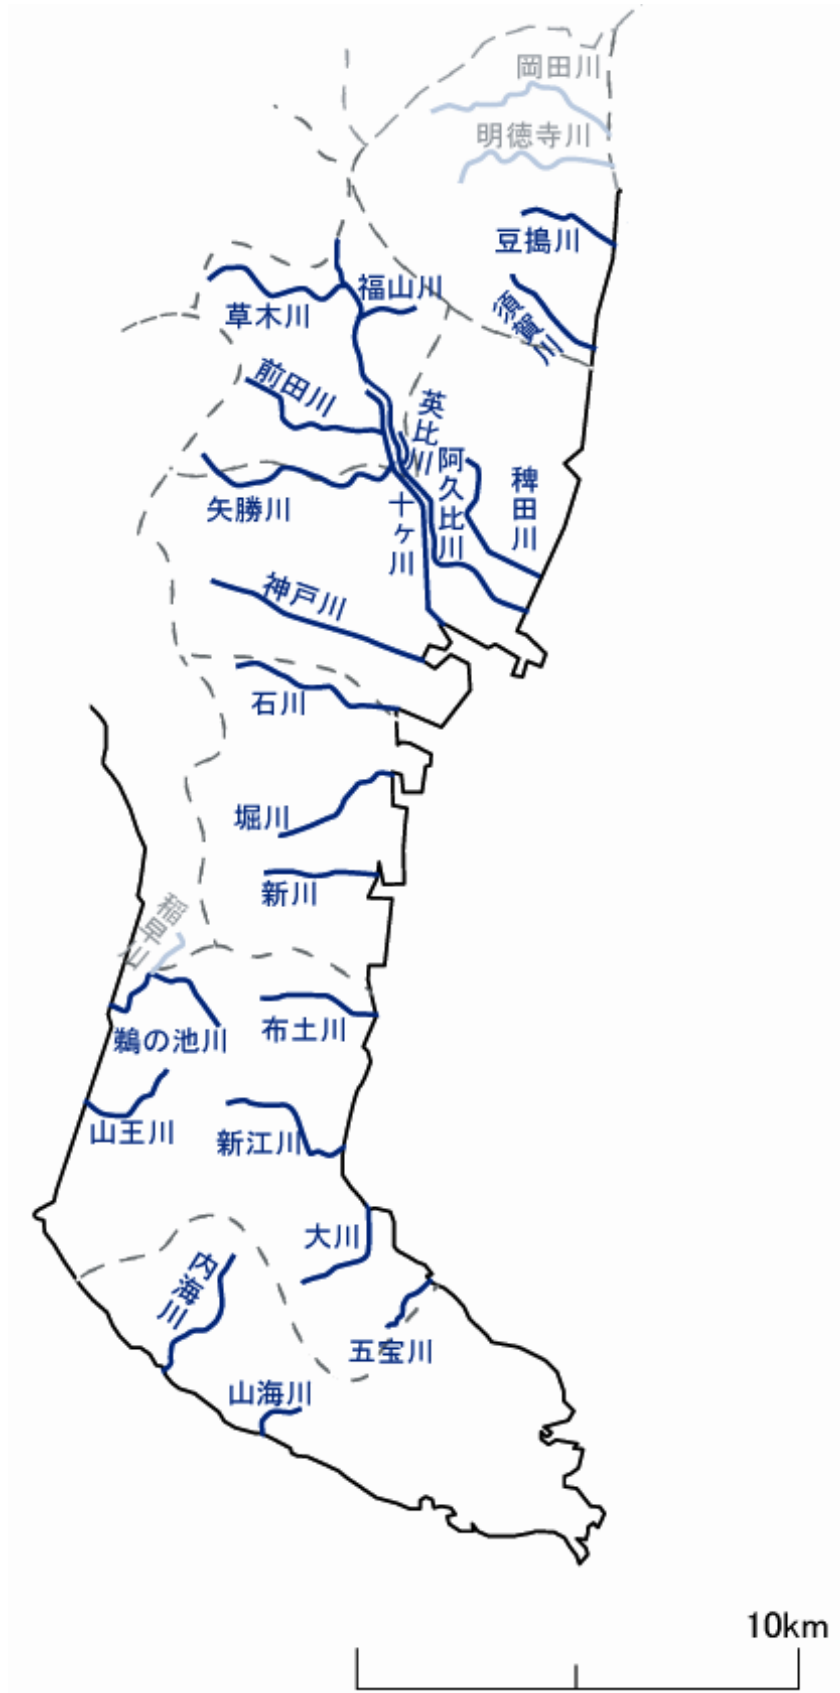 岡田川
明徳寺川
豆搗川
福山川
須賀川
草木川
前田川
英比川
阿久比川
稗田川
矢勝川
十ヶ川
神戸川
石川
堀川
新川
稲早川
布土川
鵜の池川
山王川
新江川
大川
内海川
五宝川
山海川
10km